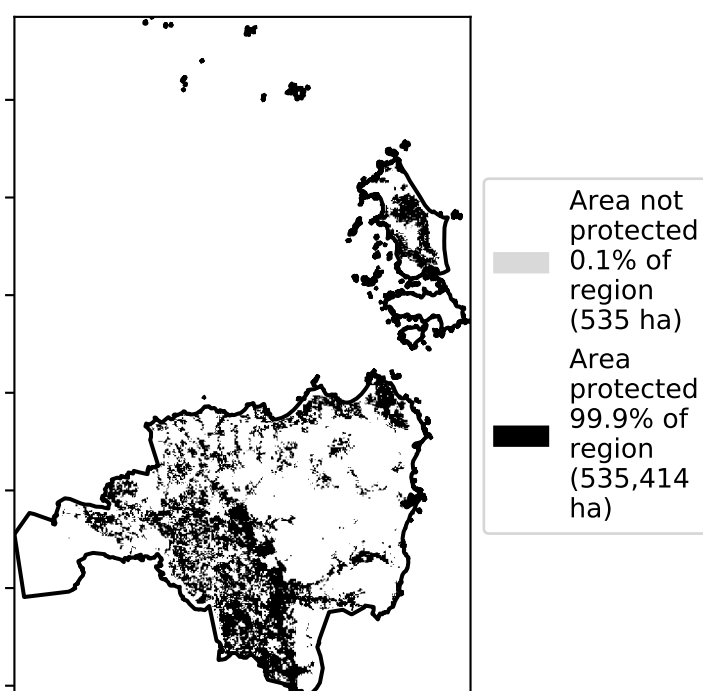 Area not
protected
0.1% of
region
(535 ha)
Area
protected
99.9% of
region
(535,414
ha)